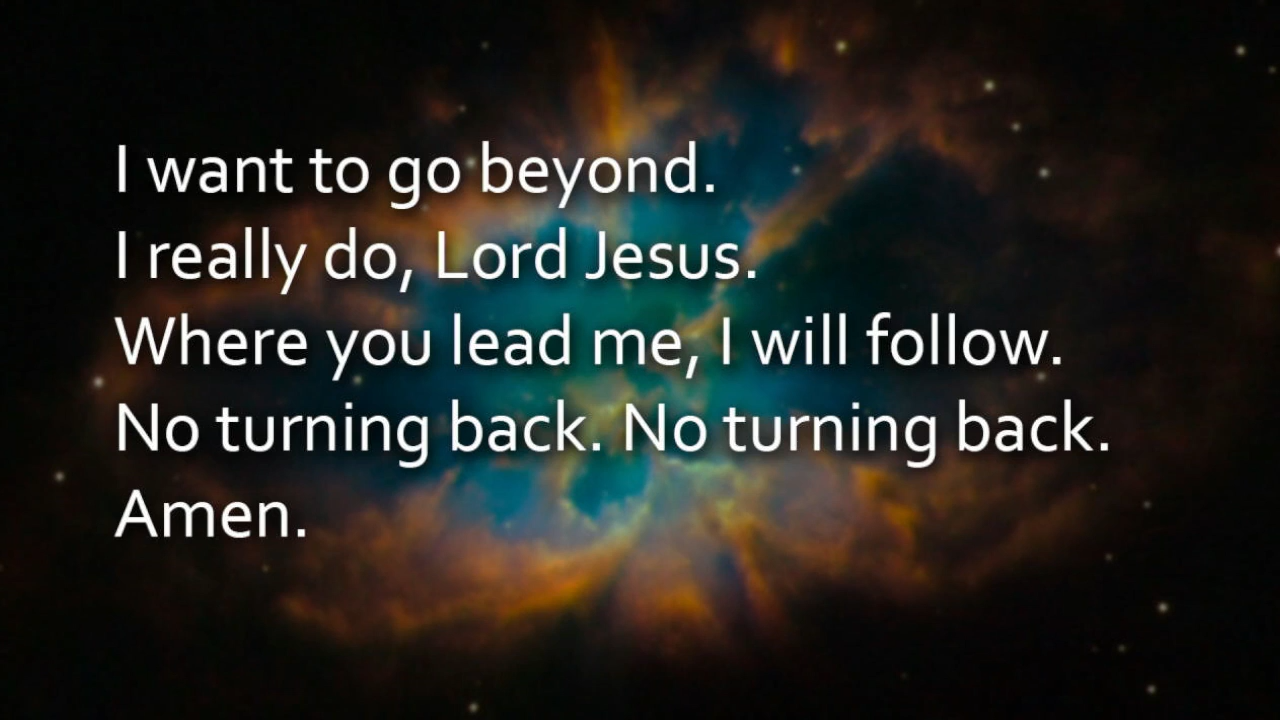 I want to go beyond.
I really do, Lord Jesus.
Where you lead me, I will follow.
No turning back. No turning back.
Amen.